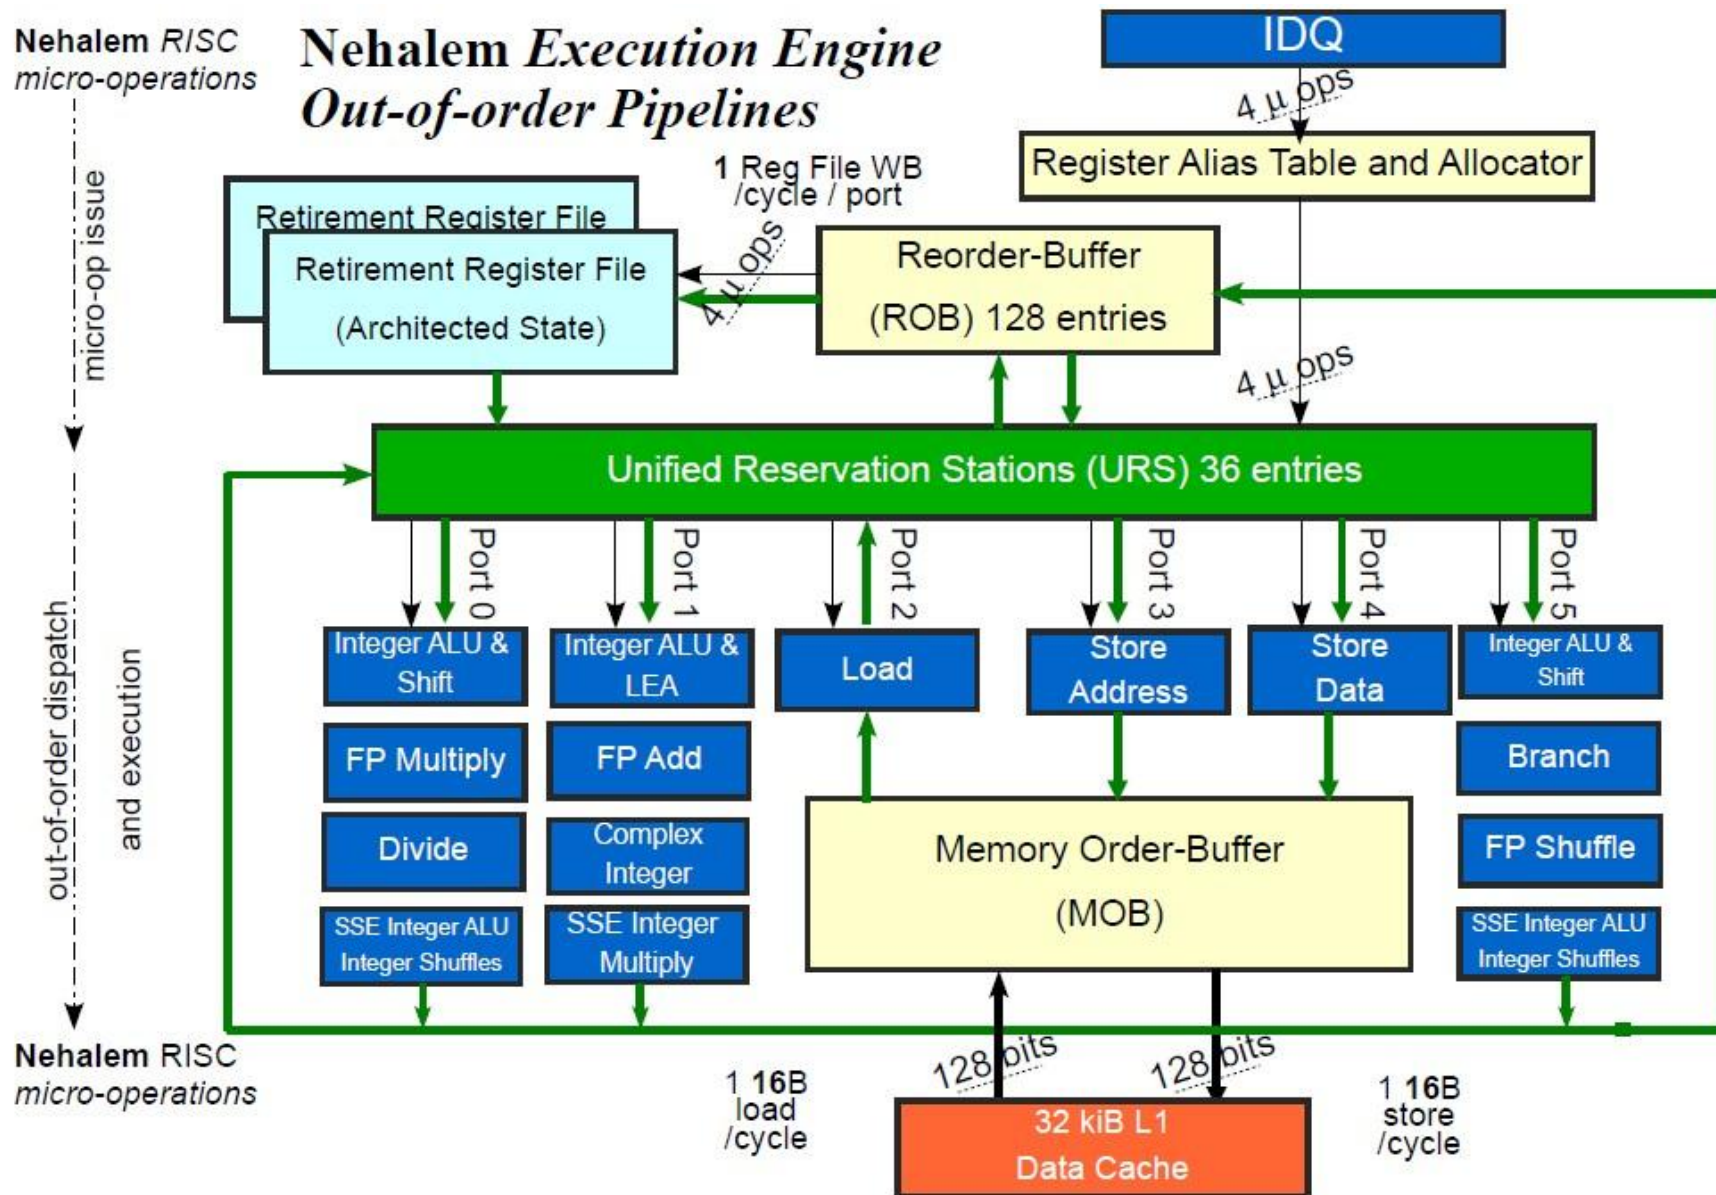 Nehalem RISC
micro-operations
Nehalem Execution Engine
Out-of-order Pipelines
IDQ
4 μ ops
Register Alias Table and Allocator
1 Reg File WB
/cycle / port
4 μ ops
Retirement Register File
Retirement Register File
(Architected State)
Reorder-Buffer
(ROB) 128 entries
4 μ ops
micro-op issue
Unified Reservation Stations (URS) 36 entries
Port 0
Port 1
Port 2
Port 3
Port 4
Port 5
Integer ALU &
Shift
FP Multiply
Divide
SSE Integer ALU
Integer Shuffles
Integer ALU &
LEA
FP Add
Complex
Integer
SSE Integer
Multiply
Load
Store
Address
Store
Data
Integer ALU &
Shift
Branch
FP Shuffle
SSE Integer ALU
Integer Shuffles
Memory Order-Buffer
(MOB)
out-of-order dispatch
and execution
Nehalem RISC
micro-operations
1 16B
load
/cycle
128 bits
128 bits
1 16B
store
/cycle
32 kiB L1
Data Cache